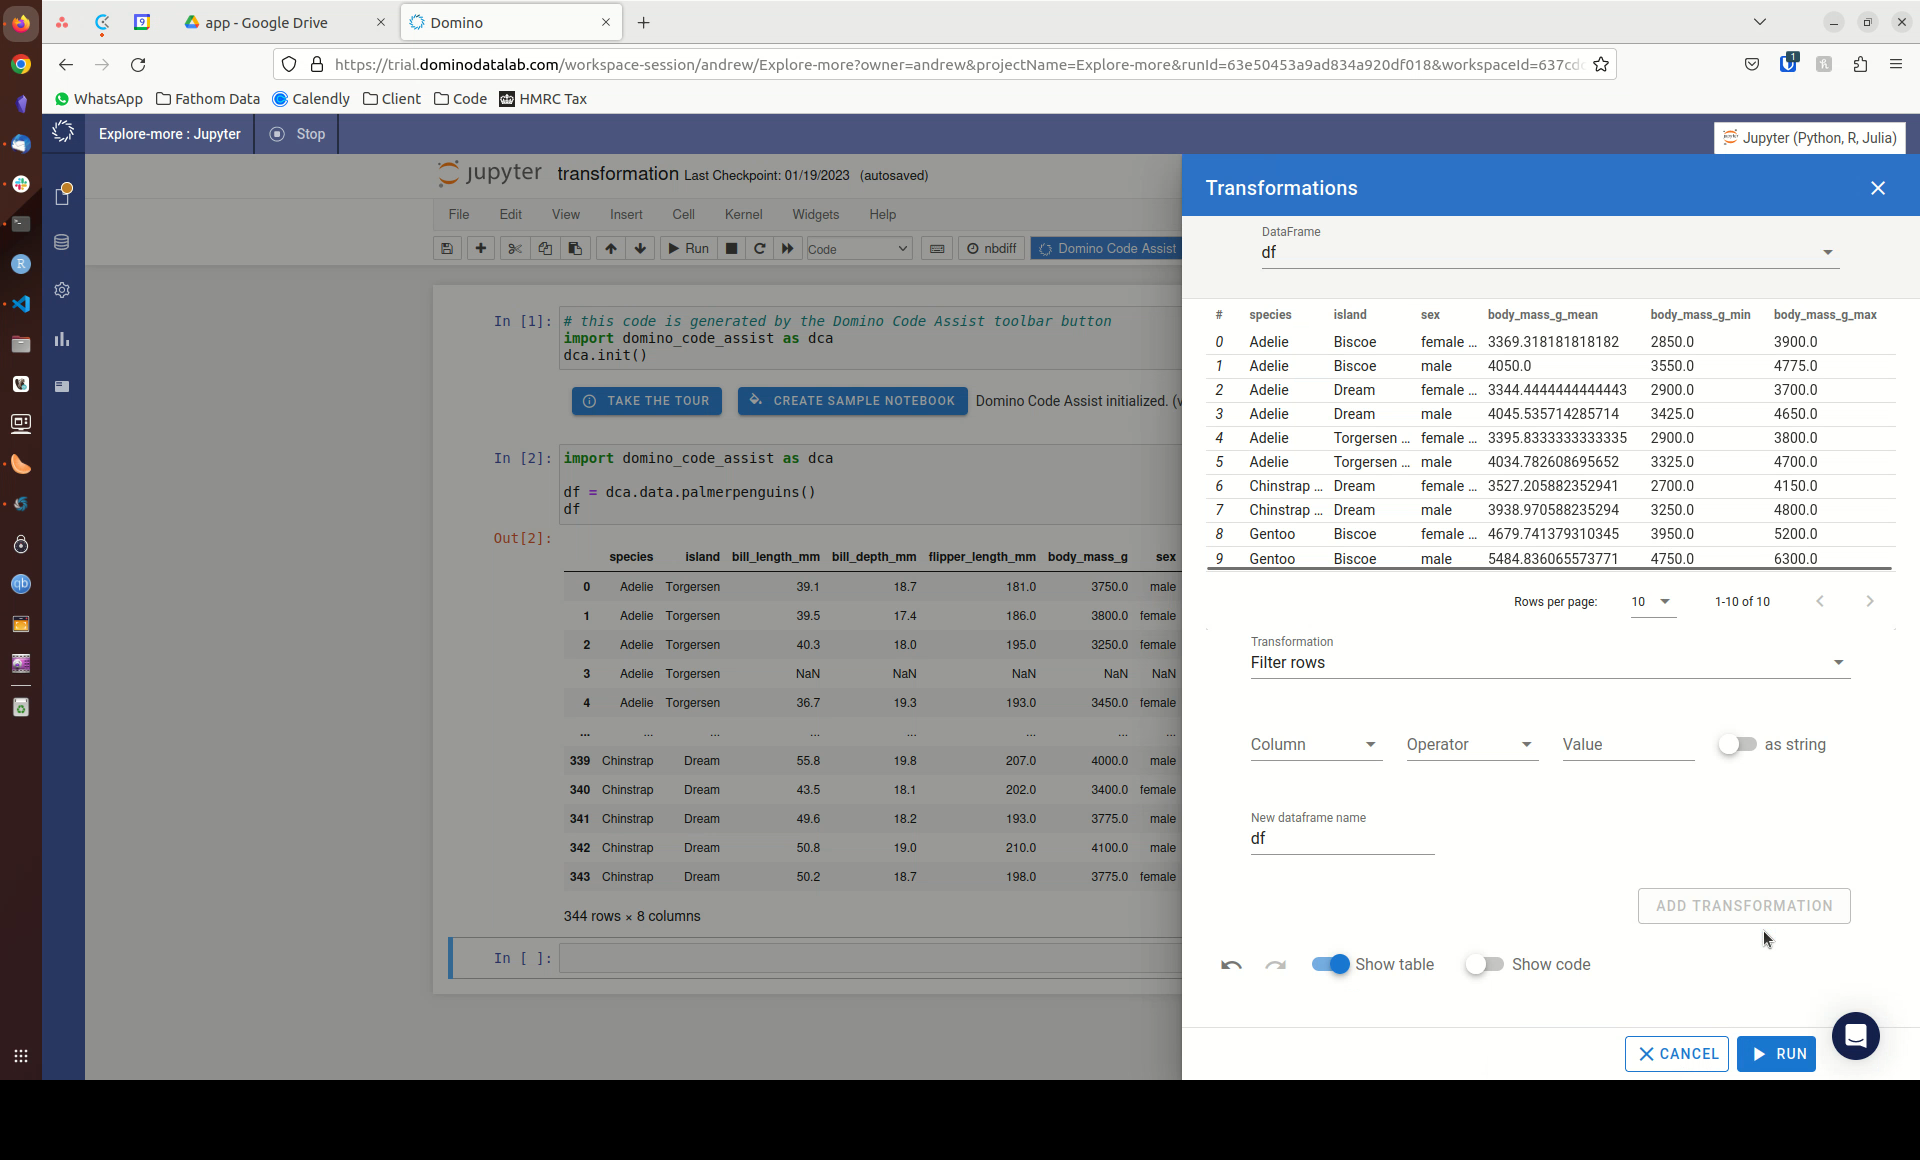 app - Google Drive
Domino
https://trial.dominodatalab.com/workspace-session/andrew/Explore-more?owner=andrew&projectName=Explore-more&runId=63e50453a9ad834a920df018&workspaceId=637cd
WhatsApp Fathom Data Calendly Client Code HMRC Tax
Explore-more : Jupyter Stop
Jupyter (Python, R, Julia)
jupyter transformation Last Checkpoint: 01/19/2023 (autosaved)
File Edit View Insert Cell Kernel Widgets Help
Run Code nbdiff Domino Code Assist
In [1]: # this code is generated by the Domino Code Assist toolbar button
import domino_code_assist as dca
dca.init()
TAKE THE TOUR CREATE SAMPLE NOTEBOOK Domino Code Assist initialized. (v
In [2]: import domino_code_assist as dca
df = dca.data.palmerpenguins()
df
Out[2]:
species island bill_length_mm bill_depth_mm flipper_length_mm body_mass_g sex
0 Adelie Torgersen 39.1 18.7 181.0 3750.0 male
1 Adelie Torgersen 39.5 17.4 186.0 3800.0 female
2 Adelie Torgersen 40.3 18.0 195.0 3250.0 female
3 Adelie Torgersen NaN NaN NaN NaN NaN
4 Adelie Torgersen 36.7 19.3 193.0 3450.0 female
... ... ... ... ... ... ... ...
339 Chinstrap Dream 55.8 19.8 207.0 4000.0 male
340 Chinstrap Dream 43.5 18.1 202.0 3400.0 female
341 Chinstrap Dream 49.6 18.2 193.0 3775.0 male
342 Chinstrap Dream 50.8 19.0 210.0 4100.0 male
343 Chinstrap Dream 50.2 18.7 198.0 3775.0 female
344 rows × 8 columns
In [ ]:
Transformations
DataFrame
df
# species island sex body_mass_g_mean body_mass_g_min body_mass_g_max
0 Adelie Biscoe female ... 3369.318181818182 2850.0 3900.0
1 Adelie Biscoe male 4050.0 3550.0 4775.0
2 Adelie Dream female ... 3344.4444444444443 2900.0 3700.0
3 Adelie Dream male 4045.535714285714 3425.0 4650.0
4 Adelie Torgersen ... female ... 3395.8333333333335 2900.0 3800.0
5 Adelie Torgersen ... male 4034.782608695652 3325.0 4700.0
6 Chinstrap ... Dream female ... 3527.205882352941 2700.0 4150.0
7 Chinstrap ... Dream male 3938.970588235294 3250.0 4800.0
8 Gentoo Biscoe female ... 4679.741379310345 3950.0 5200.0
9 Gentoo Biscoe male 5484.836065573771 4750.0 6300.0
Rows per page: 10 1-10 of 10
Transformation
Filter rows
Column Operator Value as string
New dataframe name
df
ADD TRANSFORMATION
Show table Show code
CANCEL RUN